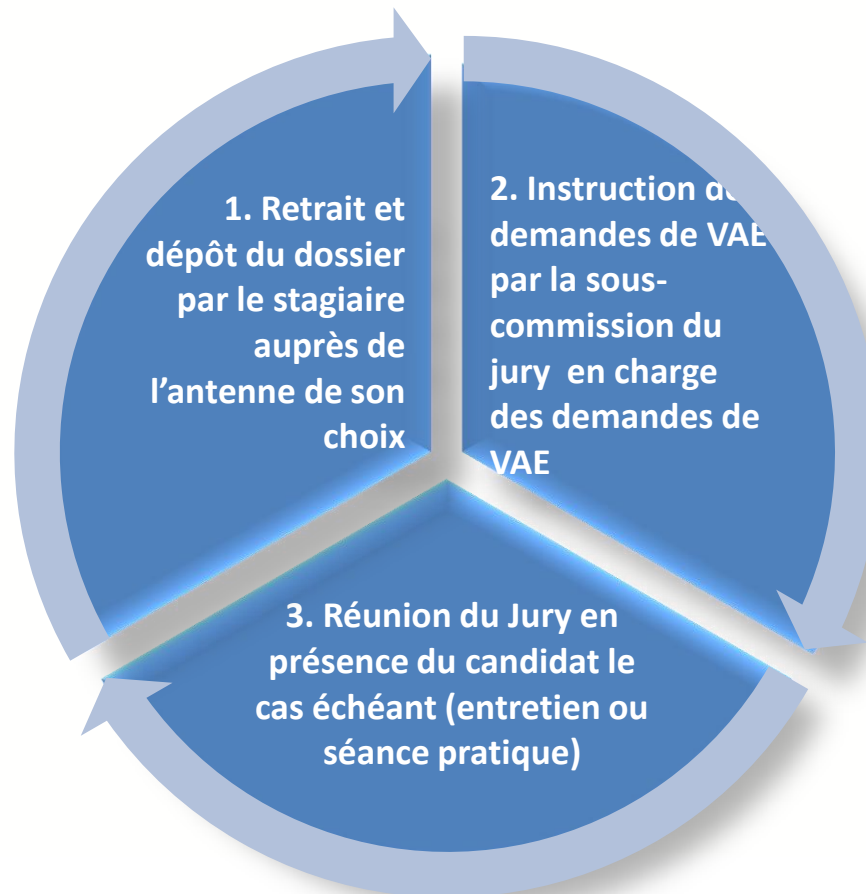 1. Retrait et
dépôt du dossier
par le stagiaire
auprès de
l’antenne de son
choix
2. Instruction
demandes de VAE
par la sous-
commission du
jury en charge
des demandes de
VAE
3. Réunion du Jury en
présence du candidat le
cas échéant (entretien ou
séance pratique)